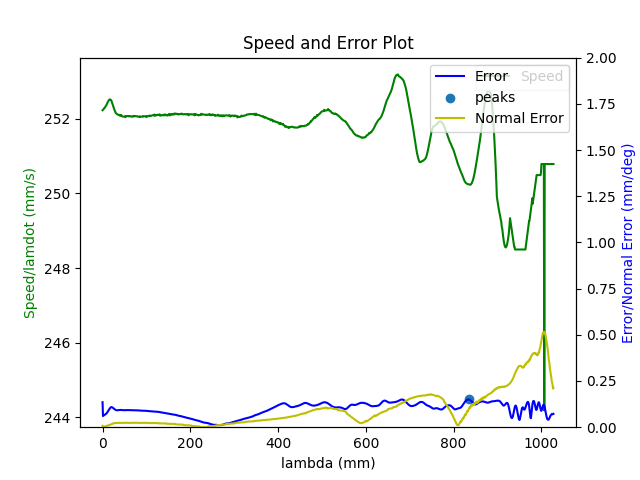 Speed and Error Plot
Speed/lamdot (mm/s)
252
250
248
246
244
0
200
400
600
800
1000
lambda (mm)
2.00
1.75
1.50
1.25
1.00
0.75
0.50
0.25
0.00
Error/Normal Error (mm/deg)
Speed
Error
peaks
Normal Error